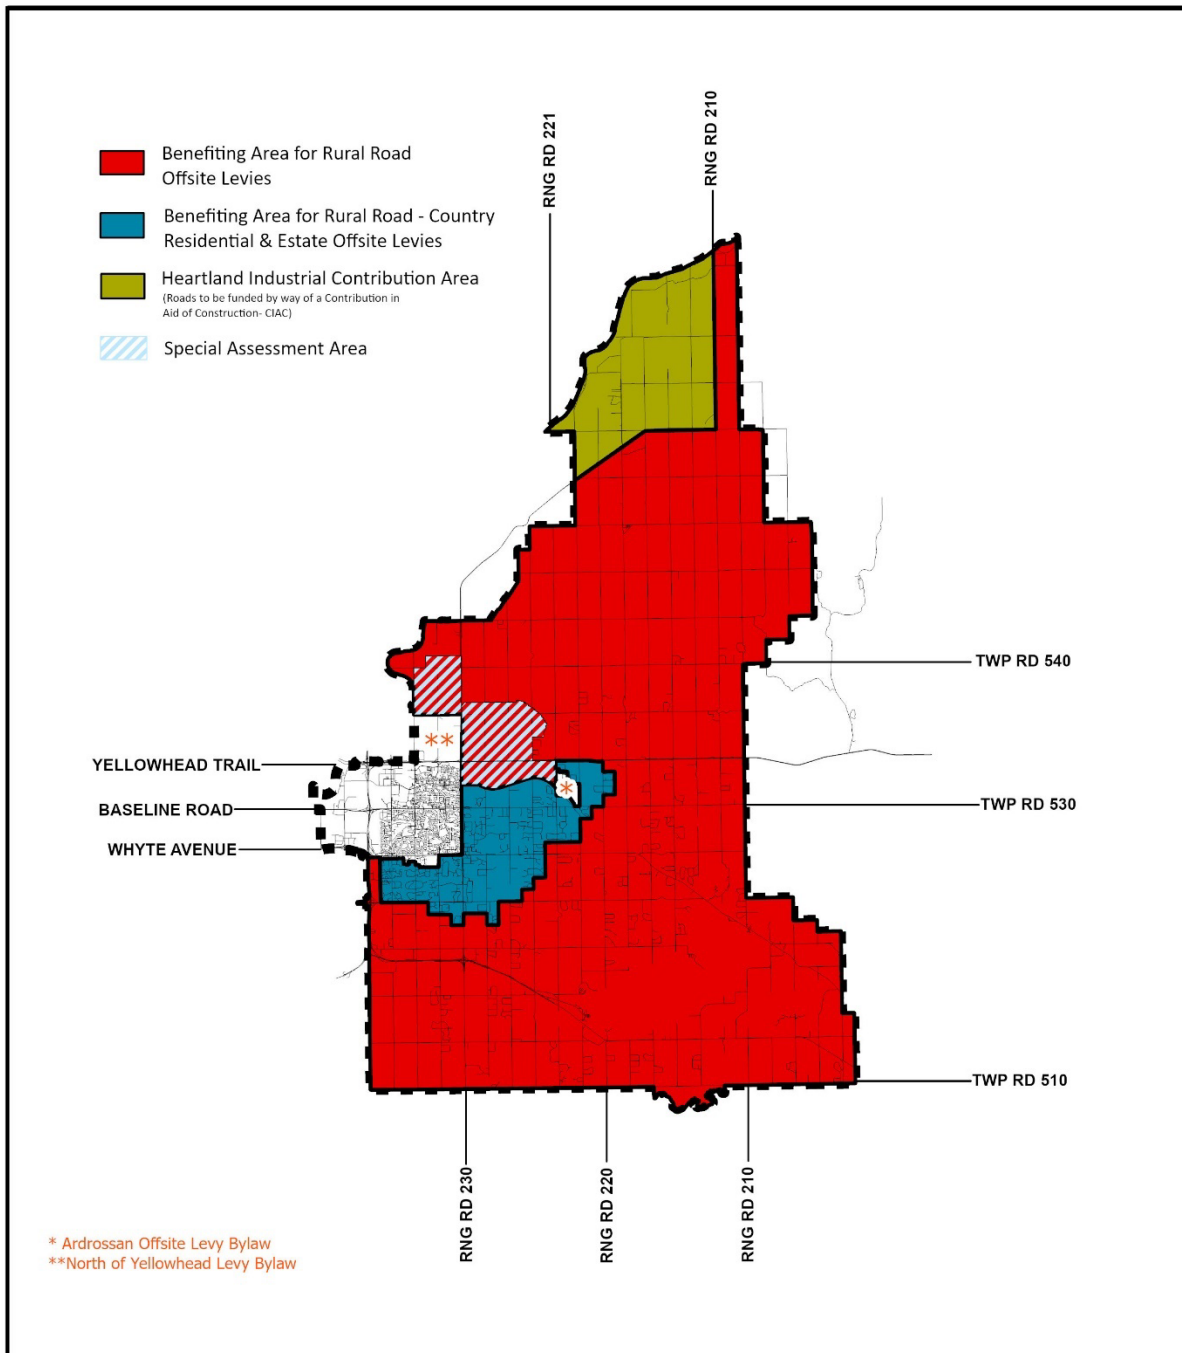 RNG RD 221
RNG RD 210
Benefiting Area for Rural Road
Offsite Levies
Benefiting Area for Rural Road - Country
Residential & Estate Offsite Levies
Heartland Industrial Contribution Area
(Roads to be funded by way of a Contribution in
Aid of Construction- CIAC)
Special Assessment Area
TWP RD 540
**
YELLOWHEAD TRAIL
*
BASELINE ROAD
TWP RD 530
WHYTE AVENUE
TWP RD 510
RNG RD 230
RNG RD 220
RNG RD 210
* Ardrossan Offsite Levy Bylaw
**North of Yellowhead Levy Bylaw